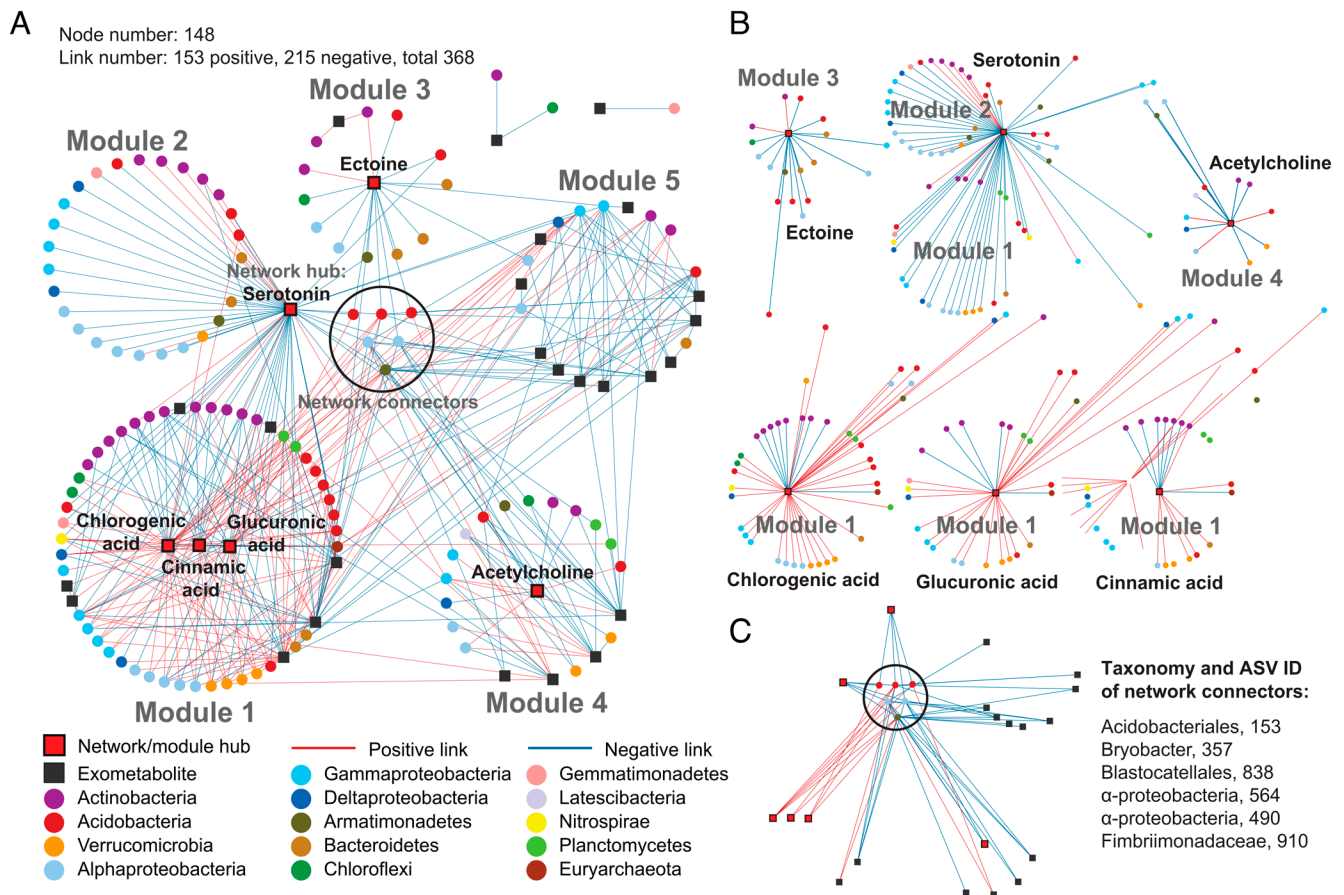 A
Node number: 148
Link number: 153 positive, 215 negative, total 368
Module 3
Module 2
Ectoine
Module 5
Network hub:
Serotonin
Network connectors
Chlorogenic
acid
Glucuronic
acid
Cinnamic
acid
Acetylcholine
Module 4
Module 1
Network/module hub
Positive link
Negative link
Exometabolite
Gammaproteobacteria
Gemmatimonadetes
Actinobacteria
Deltaproteobacteria
Latescibacteria
Acidobacteria
Armatimonadetes
Nitrospirae
Verrucomicrobia
Bacteroidetes
Planctomycetes
Alphaproteobacteria
Chloroflexi
Euryarchaeota
B
Serotonin
Module 3
Module 2
Acetylcholine
Ectoine
Module 1
Module 4
Module 1
Module 1
Module 1
Chlorogenic acid
Glucuronic acid
Cinnamic acid
C
Taxonomy and ASV ID
of network connectors:
Acidobacteriales, 153
Bryobacter, 357
Blastocatellales, 838
α-proteobacteria, 564
α-proteobacteria, 490
Fimbriimonadaceae, 910